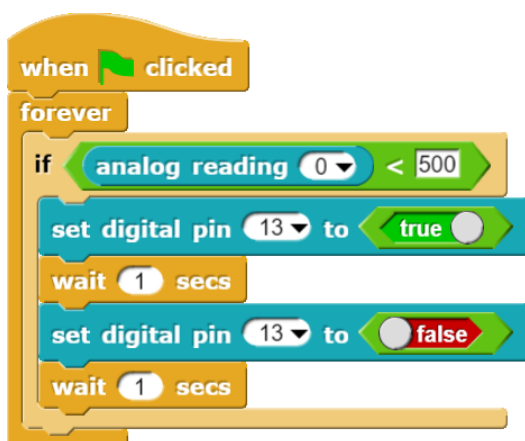 when clicked
forever
if analog reading 0 < 500
set digital pin 13 to true
wait 1 secs
set digital pin 13 to false
wait 1 secs